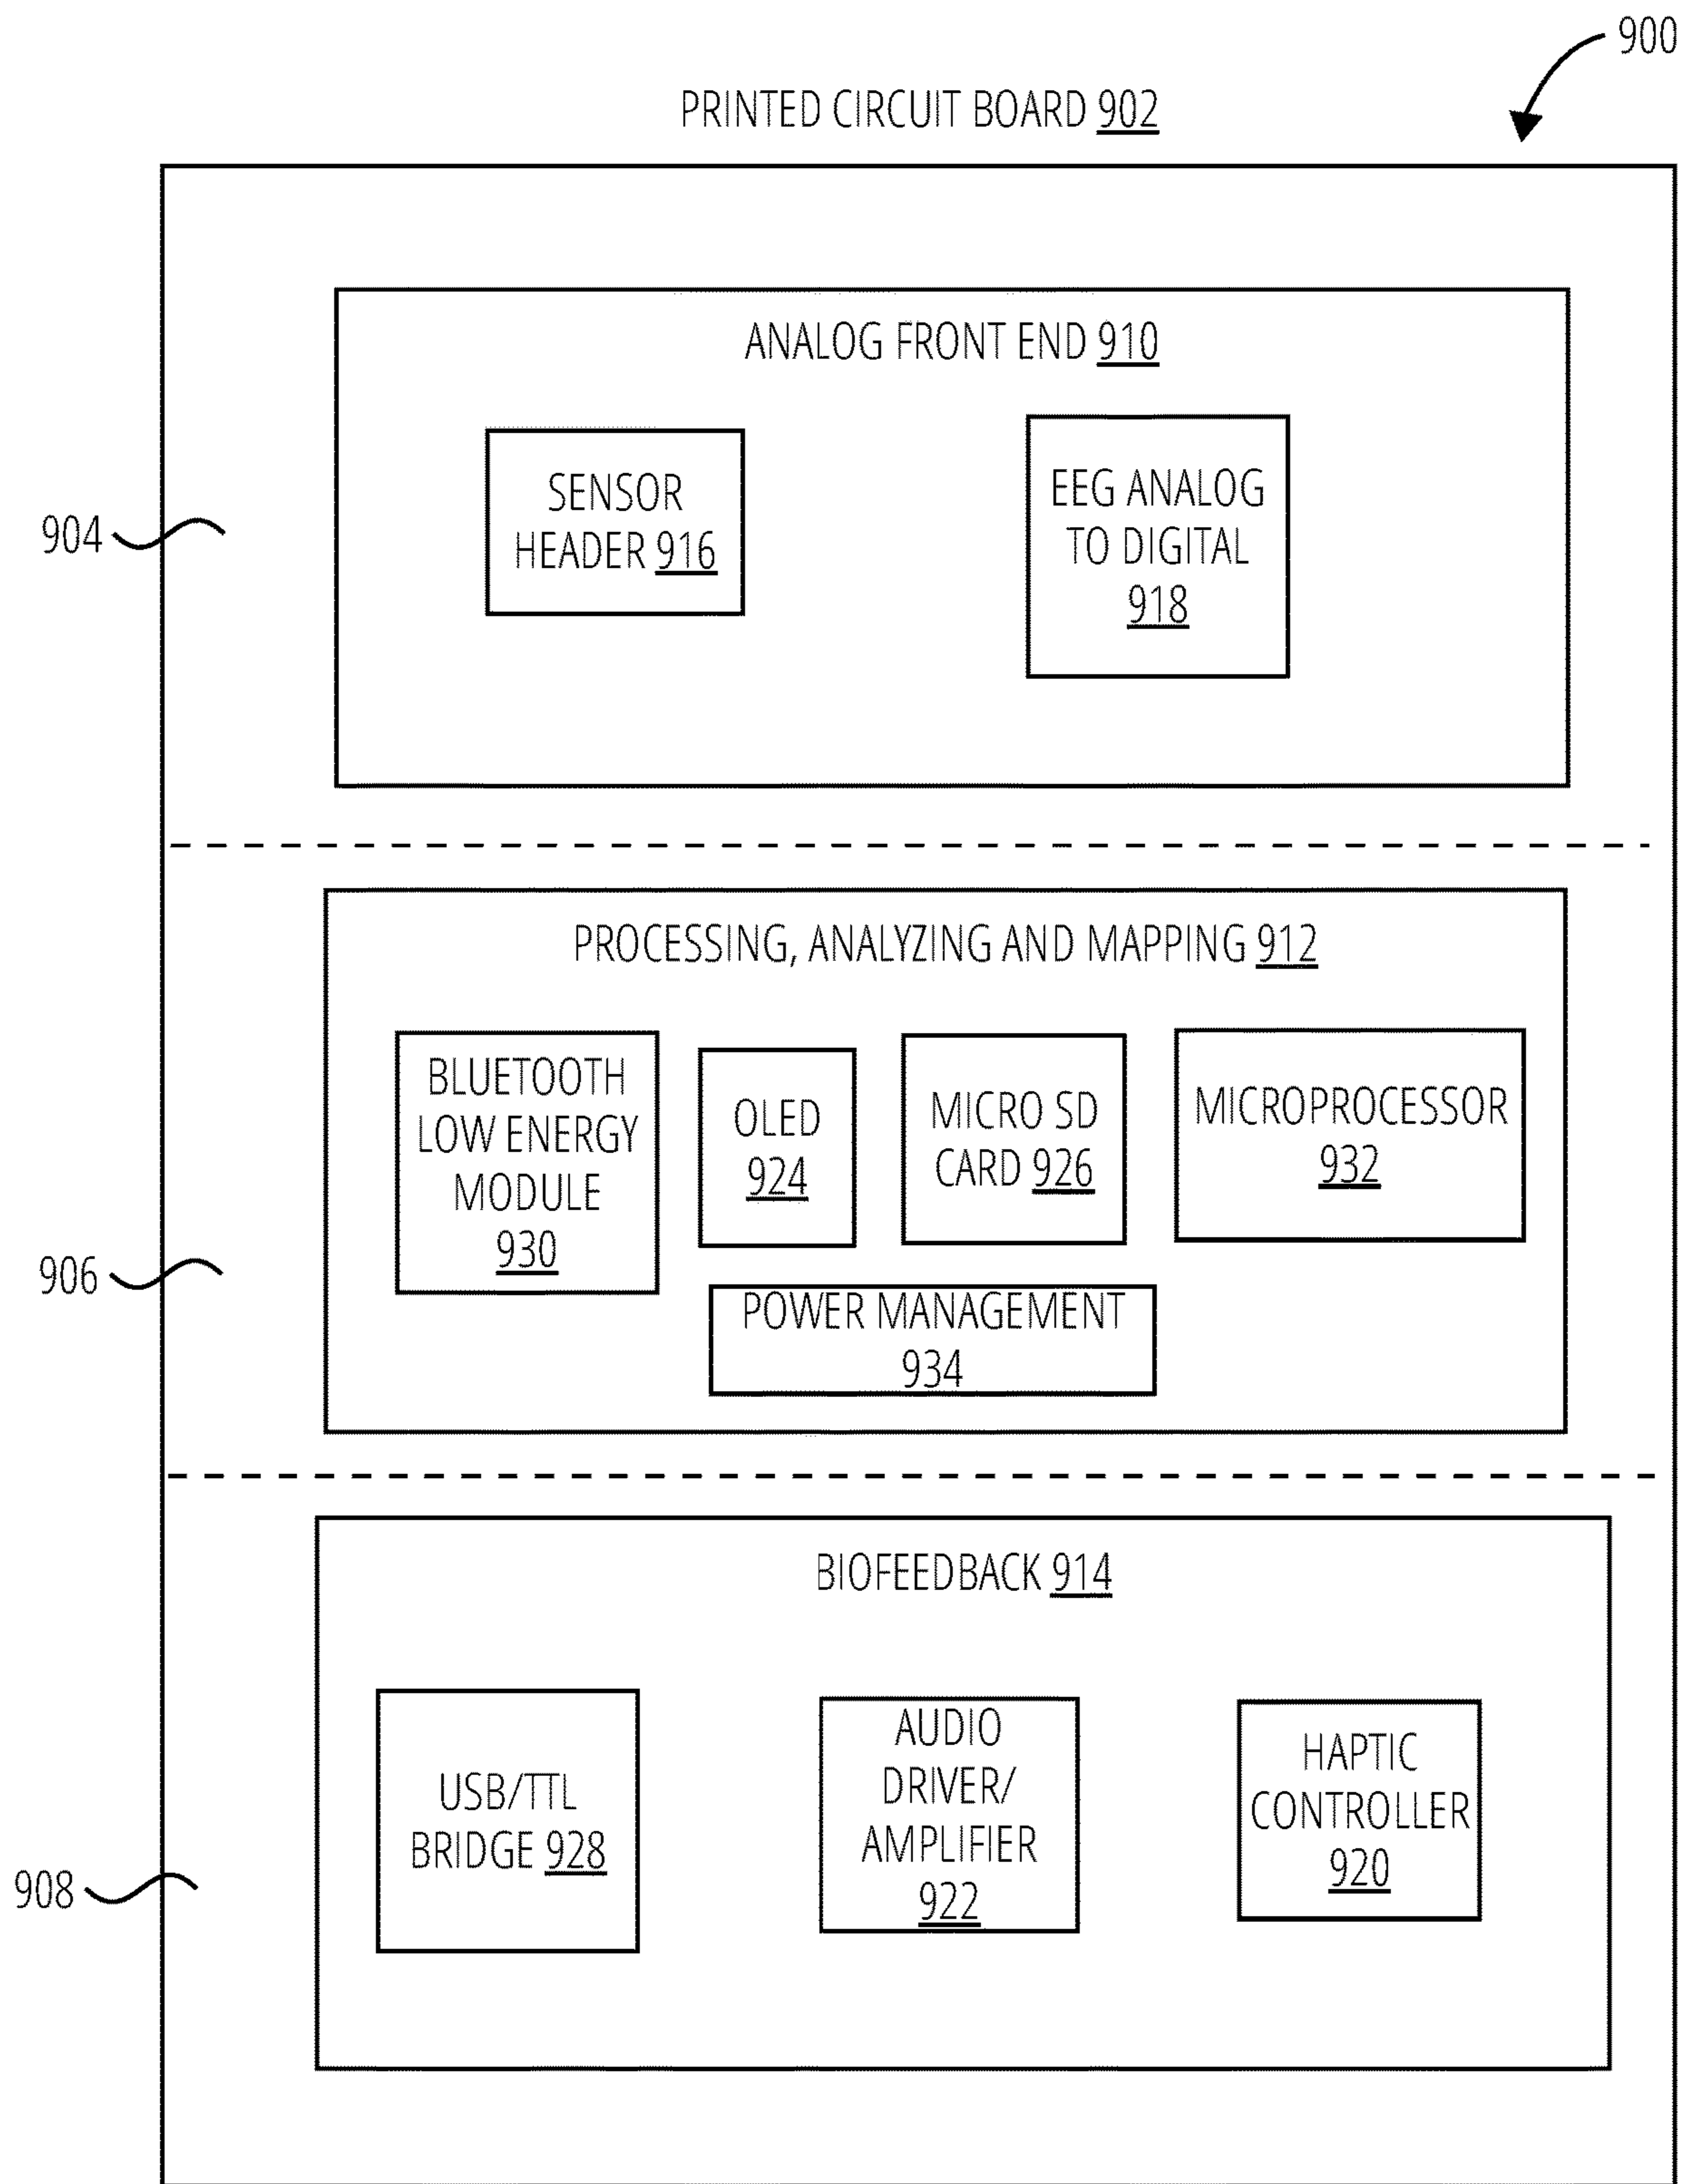 900
PRINTED CIRCUIT BOARD 902
ANALOG FRONT END 910
SENSOR
HEADER 916
EEG ANALOG
TO DIGITAL
918
904
PROCESSING, ANALYZING AND MAPPING 912
BLUETOOTH
LOW ENERGY
MODULE
930
OLED
924
MICRO SD
CARD 926
MICROPROCESSOR
932
906
POWER MANAGEMENT
934
BIOFEEDBACK 914
USB/TTL
BRIDGE 928
AUDIO
DRIVER/
AMPLIFIER
922
HAPTIC
CONTROLLER
920
908